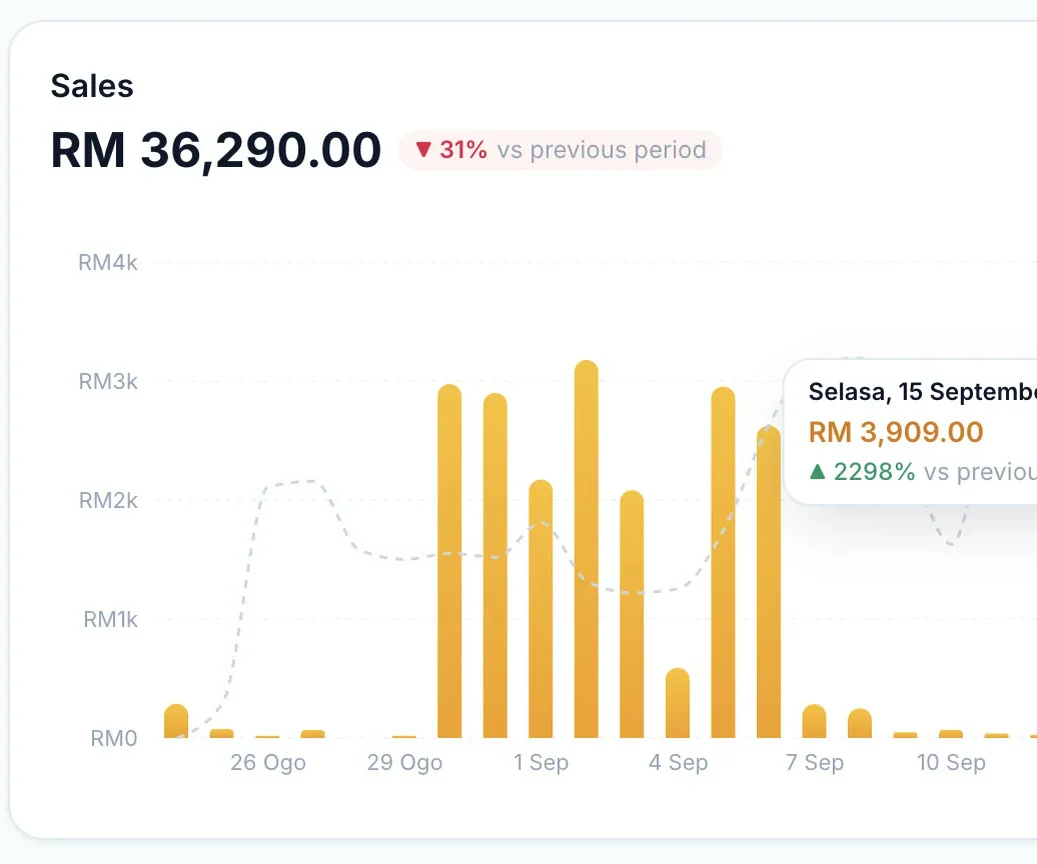 Sales
RM 36,290.00 ▼ 31% vs previous period
RM4k
RM3k
RM2k
RM1k
RM0
Selasa, 15 Septemb
RM 3,909.00
▲ 2298% vs
26 Ogo 29 Ogo 1 Sep 4 Sep 7 Sep 10 Sep